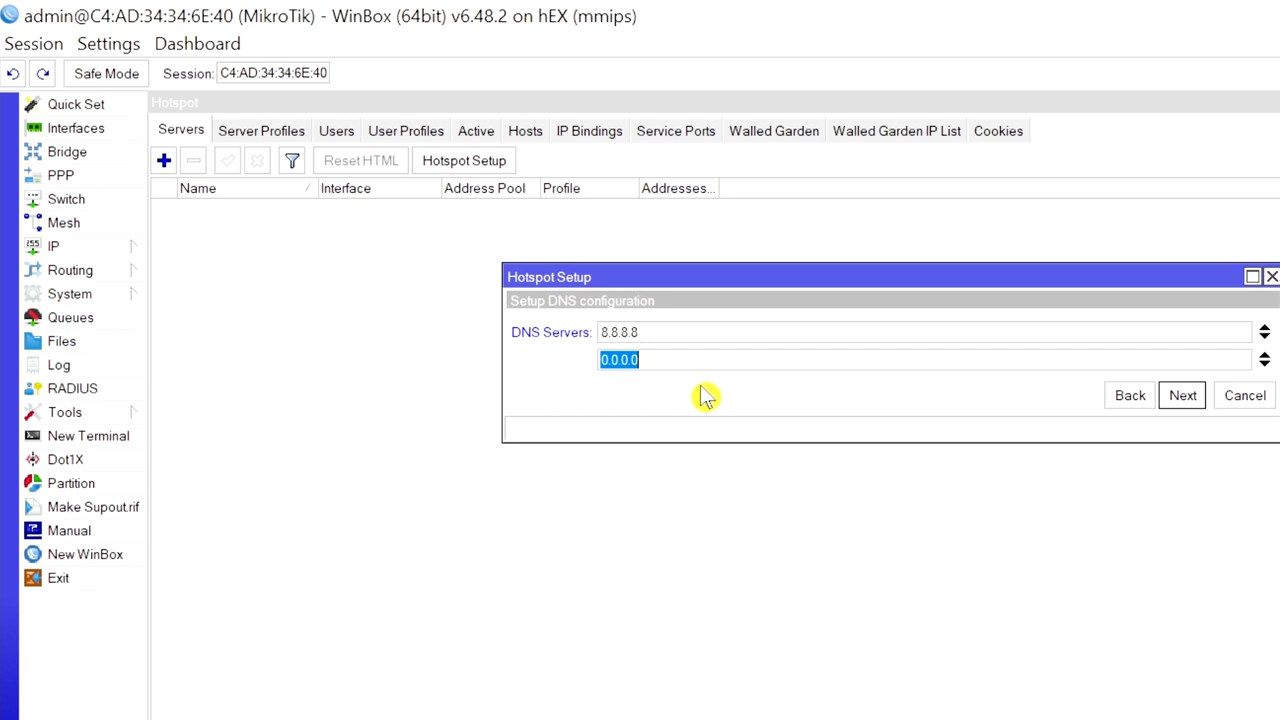 admin@C4:AD:34:34:6E:40 (MikroTik) - WinBox (64bit) v6.48.2 on hEX (mmips)
Session Settings Dashboard
Safe Mode Session: C4:AD:34:34:6E:40
Quick Set
Interfaces
Bridge
PPP
Switch
Mesh
IP
Routing
System
Queues
Files
Log
RADIUS
Tools
New Terminal
Dot1X
Partition
Make Supout.rif
Manual
New WinBox
Exit
Hotspot
Servers Server Profiles Users User Profiles Active Hosts IP Bindings Service Ports Walled Garden Walled Garden IP List Cookies
Reset HTML Hotspot Setup
Name Interface Address Pool Profile Addresses...
Hotspot Setup
Setup DNS configuration
DNS Servers: 8.8.8.8
0.0.0.0
Back Next Cancel